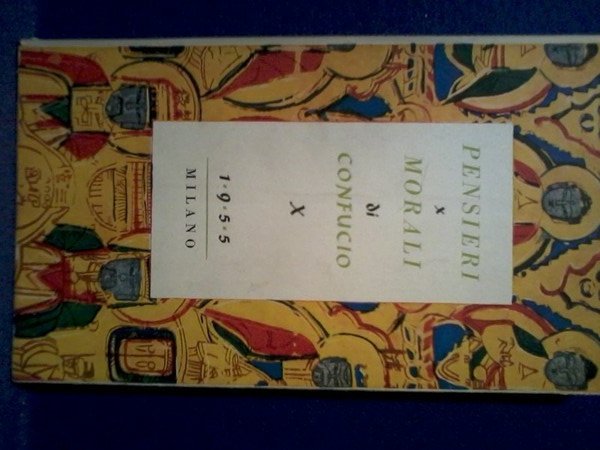 PENSIERI
x
MORALI
di
CONFUCIO
X
1·9·5·5
MILANO